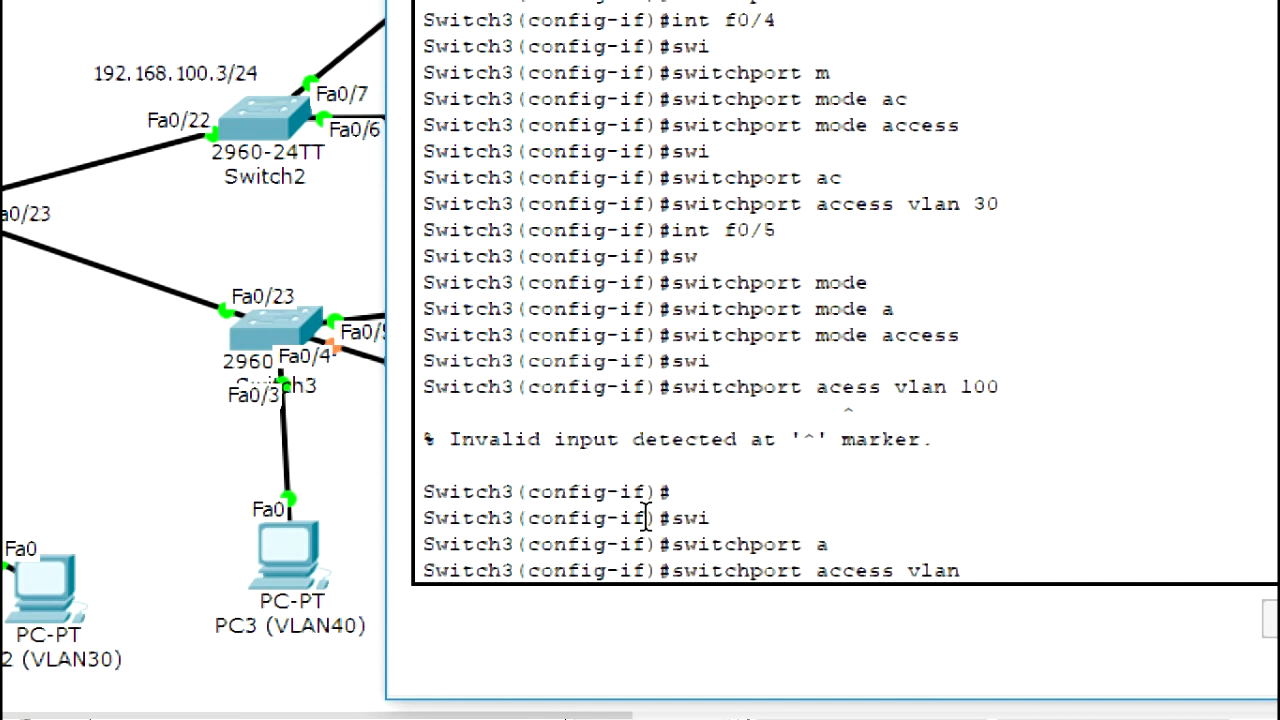 192.168.100.3/24
Fa0/7
Fa0/22
Fa0/6
2960-24TT
Switch2
a0/23
Fa0/23
Fa0/
2960
Fa0/4
Switch3
Fa0/3
Fa0
PC-PT
PC3 (VLAN40)
Fa0
PC-PT
2 (VLAN30)
Switch3(config-if)#int f0/4
Switch3(config-if)#swi
Switch3(config-if)#switchport m
Switch3(config-if)#switchport mode ac
Switch3(config-if)#switchport mode access
Switch3(config-if)#swi
Switch3(config-if)#switchport ac
Switch3(config-if)#switchport access vlan 30
Switch3(config-if)#int f0/5
Switch3(config-if)#sw
Switch3(config-if)#switchport mode
Switch3(config-if)#switchport mode a
Switch3(config-if)#switchport mode access
Switch3(config-if)#swi
Switch3(config-if)#switchport acess vlan 100
^
% Invalid input detected at '^' marker.
Switch3(config-if)#
Switch3(config-if)#swi
Switch3(config-if)#switchport a
Switch3(config-if)#switchport access vlan